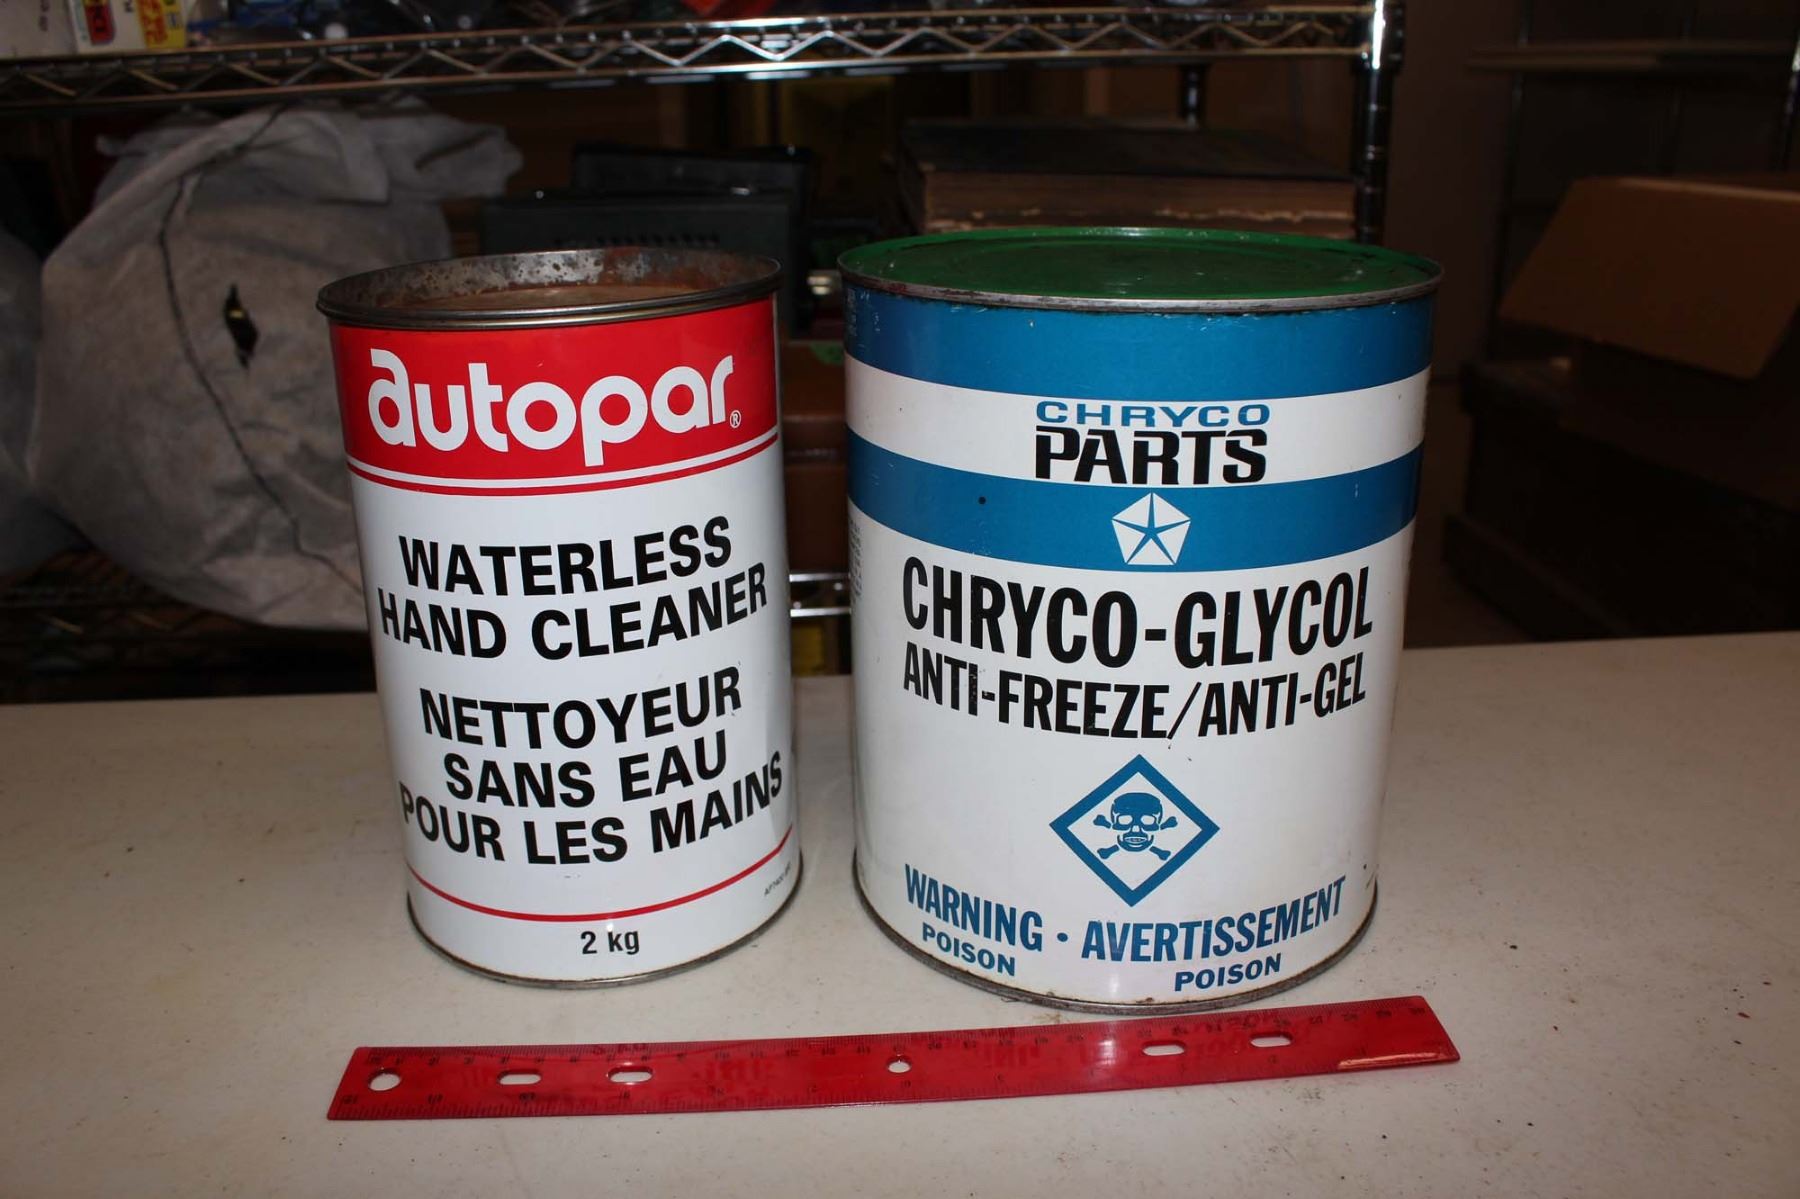 autopar®
WATERLESS
HAND CLEANER
NETTOYEUR
SANS EAU
POUR LES MAINS
2 kg
CHRYCO
PARTS
CHRYCO-GLYCOL
ANTI-FREEZE/ANTI-GEL
WARNING · AVERTISSEMENT
POISON POISON